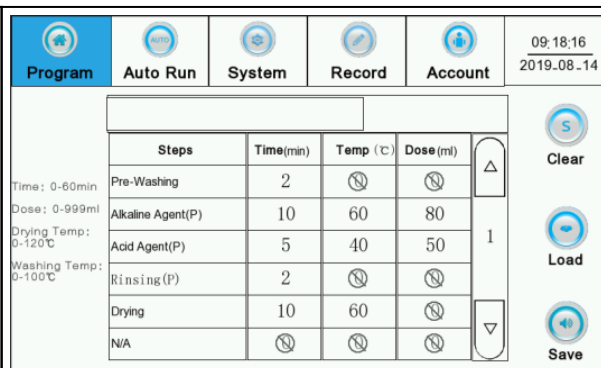 AUTO
Program Auto Run System Record Account
09:18:16
2019-08-14
Steps Time(min) Temp (℃) Dose(ml)
Pre-Washing 2
Alkaline Agent(P) 10 60 80
Acid Agent(P) 5 40 50
Rinsing(P) 2
Drying 10 60
N/A
1
Time: 0-60min
Dose: 0-999ml
Drying Temp:
0-120℃
Washing Temp:
0-100℃
S
Clear
Load
Save